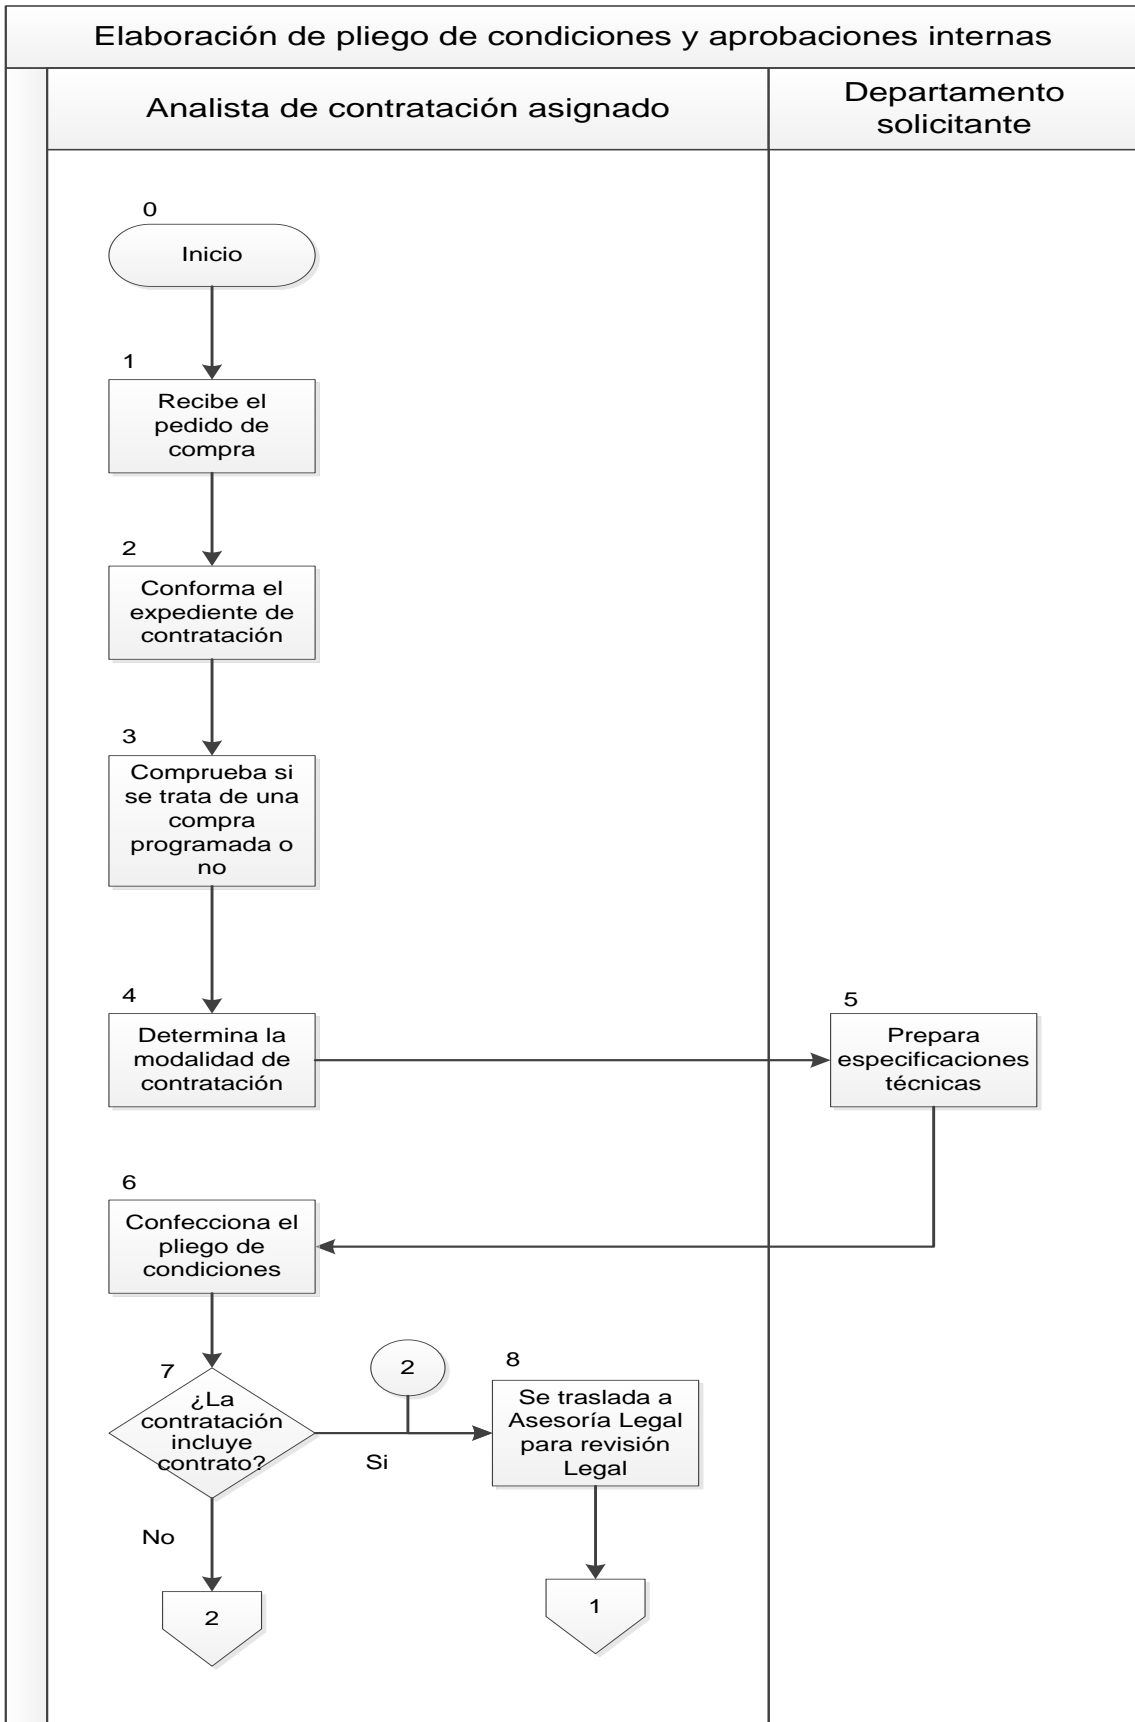 Elaboración de pliego de condiciones y aprobaciones internas
Analista de contratación asignado
Departamento
solicitante
0
Inicio
1
Recibe el
pedido de
compra
2
Conforma el
expediente de
contratación
3
Comprueba si
se trata de una
compra
programada o
no
4
Determina la
modalidad de
contratación
5
Prepara
especificaciones
técnicas
6
Confecciona el
pliego de
condiciones
7
¿La
contratación
incluye
contrato?
Si
No
2
8
Se traslada a
Asesoría Legal
para revisión
Legal
2
1